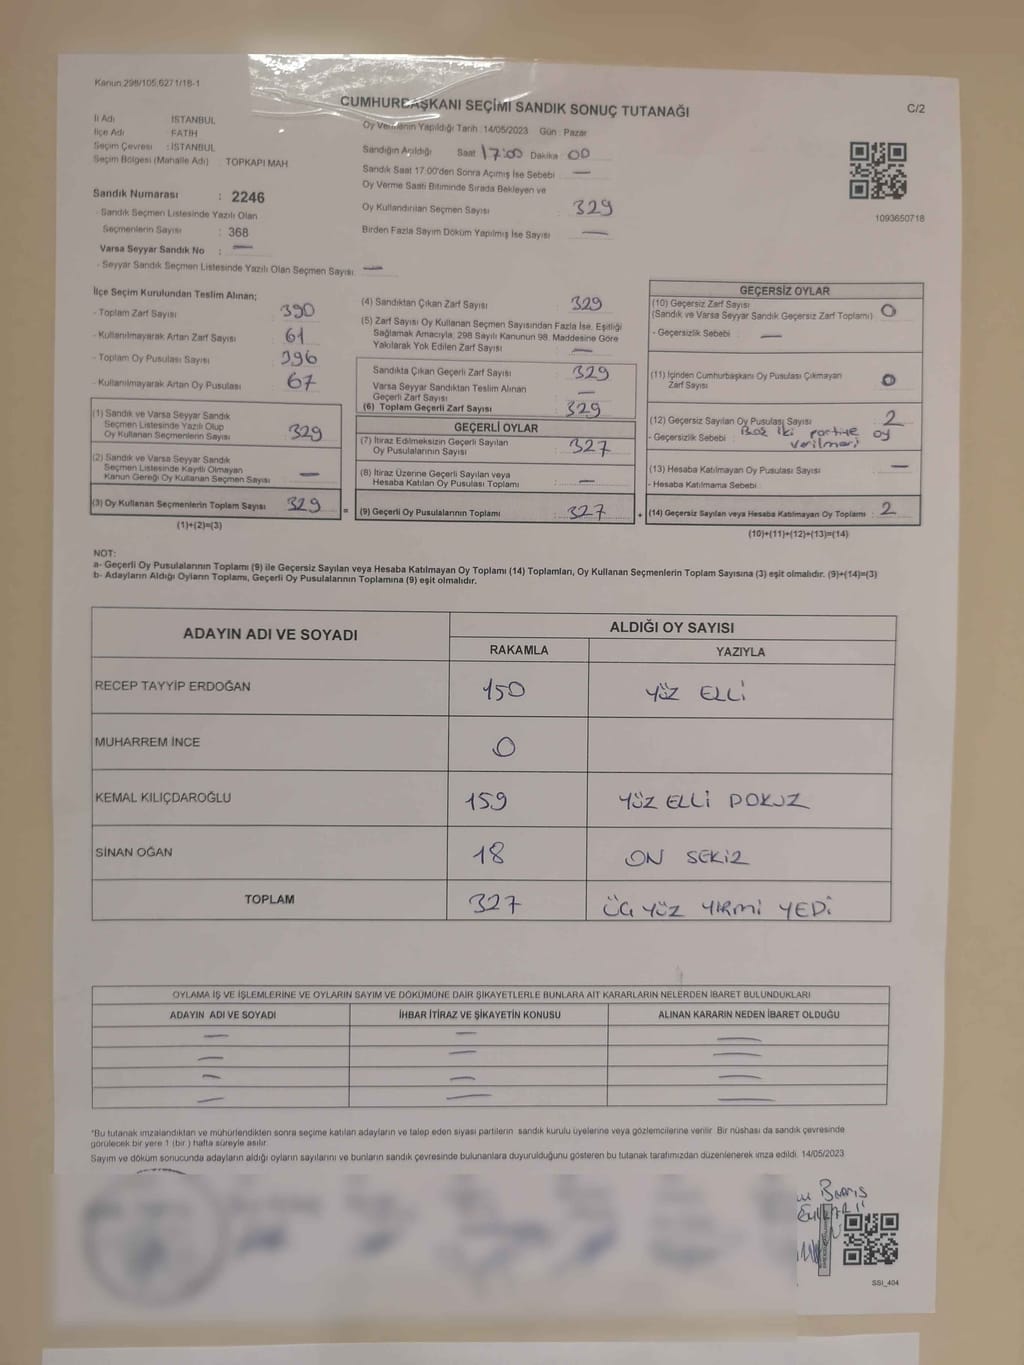 Kanun:298/105;6271/18-1
CUMHURBAŞKANI SEÇİMİ SANDIK SONUÇ TUTANAĞI
C/2
İl Adı İSTANBUL
İlçe Adı FATİH
Seçim Çevresi : İSTANBUL
Seçim Bölgesi (Mahalle Adı) TOPKAPI MAH
Sandık Numarası : 2246
- Sandık Seçmen Listesinde Yazılı Olan
Seçmenlerin Sayısı : 368
Varsa Seyyar Sandık No : —
- Seyyar Sandık Seçmen Listesinde Yazılı Olan Seçmen Sayısı —
Oy Vermenin Yapıldığı Tarih :14/05/2023 Gün : Pazar
Sandığın Açıldığı Saat 17:00 Dakika 00
Sandık Saat 17:00'den Sonra Açımış İse Sebebi —
Oy Verme Saati Bitiminde Sırada Bekleyen ve
Oy Kullandırılan Seçmen Sayısı 329
Birden Fazla Sayım Döküm Yapılmış İse Sayısı —
1093650718
İlçe Seçim Kurulundan Teslim Alınan;
- Toplam Zarf Sayısı : 390
- Kullanılmayarak Artan Zarf Sayısı : 61
- Toplam Oy Pusulası Sayısı : 396
- Kullanılmayarak Artan Oy Pusulası : 67
(1) Sandık ve Varsa Seyyar Sandık
Seçmen Listesinde Yazılı Olup
Oy Kullanan Seçmenlerin Sayısı : 329
(2) Sandık ve Varsa Seyyar Sandık
Seçmen Listesinde Kayıtlı Olmayan
Kanun Gereği Oy Kullanan Seçmen Sayısı : —
(3) Oy Kullanan Seçmenlerin Toplam Sayısı : 329
(1)+(2)=(3)
=
(4) Sandıktan Çıkan Zarf Sayısı : 329
(5) Zarf Sayısı Oy Kullanan Seçmen Sayısından Fazla İse, Eşitliği
Sağlamak Amacıyla, 298 Sayılı Kanunun 98. Maddesine Göre
Yakılarak Yok Edilen Zarf Sayısı : —
Sandıkta Çıkan Geçerli Zarf Sayısı : 329
Varsa Seyyar Sandıktan Teslim Alınan
Geçerli Zarf Sayısı : —
(6) Toplam Geçerli Zarf Sayısı : 329
GEÇERLİ OYLAR
(7) İtiraz Edilmeksizin Geçerli Sayılan
Oy Pusulalarının Sayısı : 327
(8) İtiraz Üzerine Geçerli Sayılan veya
Hesaba Katılan Oy Pusulası Toplamı : —
(9) Geçerli Oy Pusulalarının Toplamı : 327
+
GEÇERSİZ OYLAR
(10) Geçersiz Zarf Sayısı
(Sandık ve Varsa Seyyar Sandık Geçersiz Zarf Toplamı) : 0
- Geçersizlik Sebebi : —
(11) İçinden Cumhurbaşkanı Oy Pusulası Çıkmayan
Zarf Sayısı : 0
(12) Geçersiz Sayılan Oy Pusulası Sayısı : 2
- Geçersizlik Sebebi : iki partiye oy
verilmesi
(13) Hesaba Katılmayan Oy Pusulası Sayısı : —
- Hesaba Katılmama Sebebi :
(14) Geçersiz Sayılan veya Hesaba Katılmayan Oy Toplamı : 2
(10)+(11)+(12)+(13)=(14)
NOT:
a- Geçerli Oy Pusulalarının Toplamı (9) ile Geçersiz Sayılan veya Hesaba Katılmayan Oy Toplamı (14) Toplamları, Oy Kullanan Seçmenlerin Toplam Sayısına (3) eşit olmalıdır. (9)+(14)=(3)
b- Adayların Aldığı Oyların Toplamı, Geçerli Oy Pusulalarının Toplamına (9) eşit olmalıdır.
ADAYIN ADI VE SOYADI
ALDIĞI OY SAYISI
RAKAMLA YAZIYLA
RECEP TAYYİP ERDOĞAN 150 YÜZ ELLİ
MUHARREM İNCE 0
KEMAL KILIÇDAROĞLU 159 YÜZ ELLİ DOKUZ
SİNAN OĞAN 18 ON SEKİZ
TOPLAM 327 ÜÇ YÜZ YİRMİ YEDİ
OYLAMA İŞ VE İŞLEMLERİNE VE OYLARIN SAYIM VE DÖKÜMÜNE DAİR ŞİKAYETLERLE BUNLARA AİT KARARLARIN NELERDEN İBARET BULUNDUKLARI
ADAYIN ADI VE SOYADI İHBAR İTİRAZ VE ŞİKAYETİN KONUSU ALINAN KARARIN NEDEN İBARET OLDUĞU
— — —
— — —
— — —
— — —
*Bu tutanak imzalandıktan ve mühürlendikten sonra seçime katılan adayların ve talep eden siyasi partilerin sandık kurulu üyelerine veya gözlemcilerine verilir. Bir nüshası da sandık çevresinde
görülecek bir yere 1 (bir ) hafta süreyle asılır.
Sayım ve döküm sonucunda adayların aldığı oyların sayılarını ve bunların sandık çevresinde bulunanlara duyurulduğunu gösteren bu tutanak tarafımızdan düzenlenerek imza edildi. 14/05/2023
Barış
SSI_404